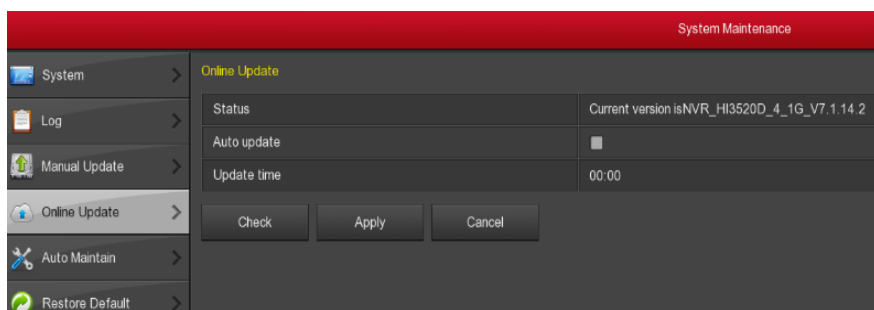 System Maintenance
System
Log
Manual Update
Online Update
Auto Maintain
Restore Default
Online Update
Status Current version isNVR_HI3520D_4_1G_V7.1.14.2
Auto update
Update time 00:00
Check Apply Cancel